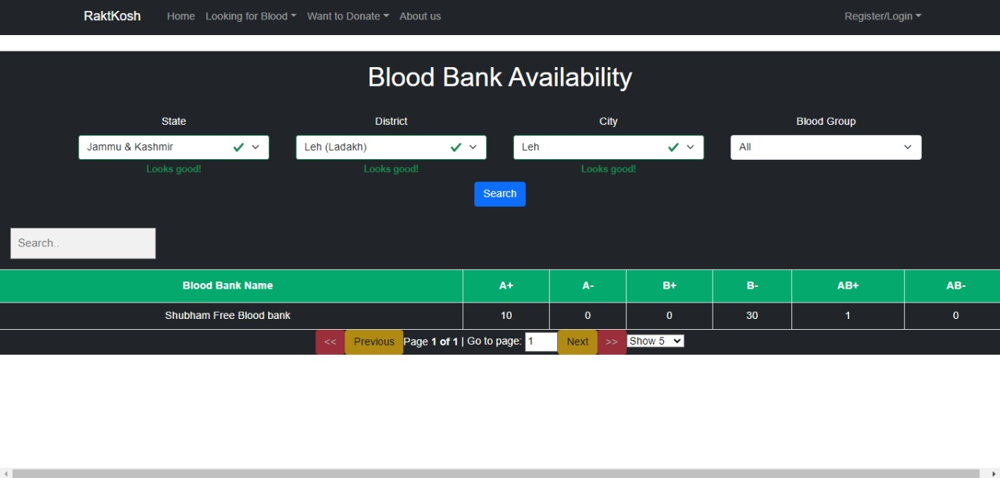 RaktKosh Home Looking for Blood Want to Donate About us Register/Login
Blood Bank Availability
State District City Blood Group
Jammu & Kashmir Leh (Ladakh) Leh All
Looks good! Looks good! Looks good!
Search
Search..
Blood Bank Name A+ A- B+ B- AB+ AB-
Shubham Free Blood bank 10 0 0 30 1 0
<< Previous Page 1 of 1 | Go to page: 1 Next >> Show 5